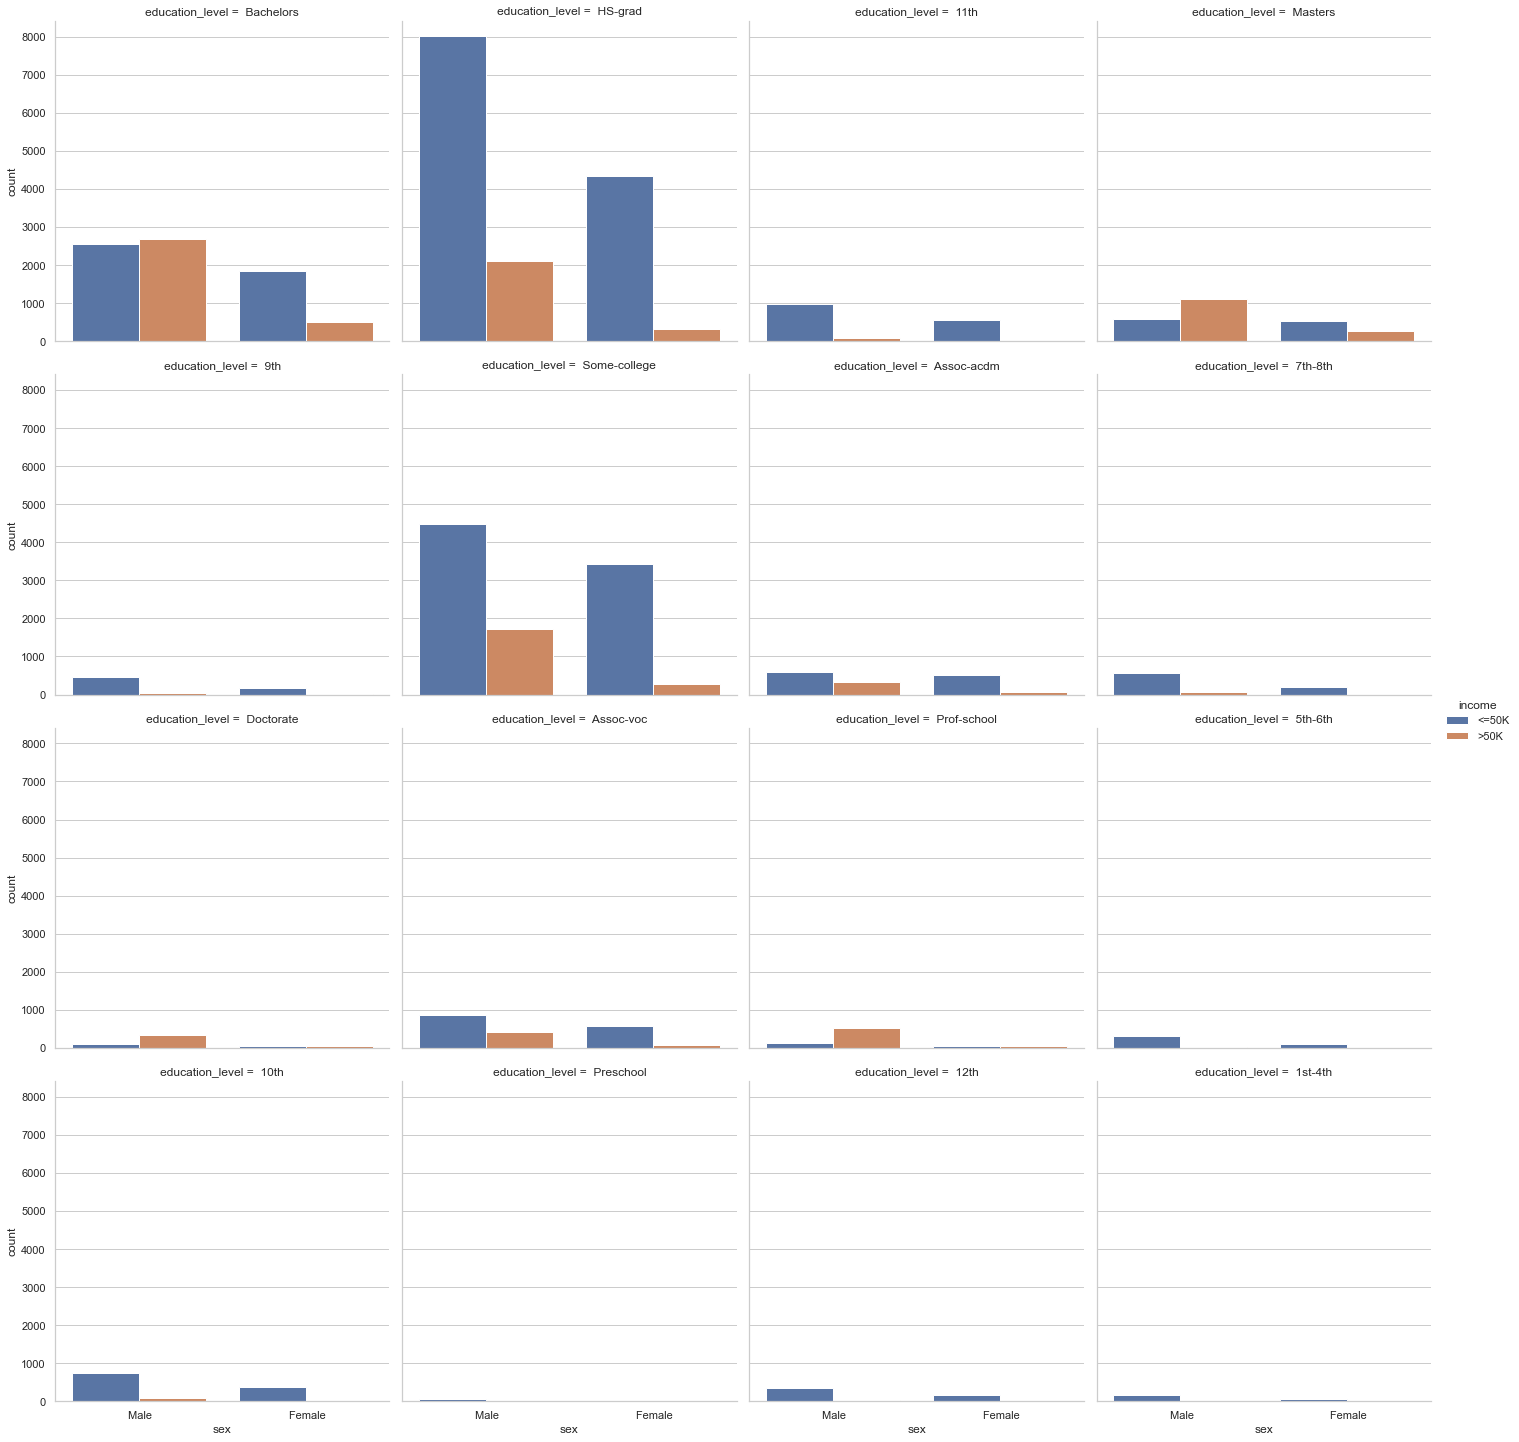 education_level = Bachelors
education_level = HS-grad
education_level = 11th
education_level = Masters
8000
7000
6000
5000
4000
3000
2000
1000
0
count
education_level = 9th
education_level = Some-college
education_level = Assoc-acdm
education_level = 7th-8th
8000
7000
6000
5000
4000
3000
2000
1000
0
count
income
<=50K
>50K
education_level = Doctorate
education_level = Assoc-voc
education_level = Prof-school
education_level = 5th-6th
8000
7000
6000
5000
4000
3000
2000
1000
0
count
education_level = 10th
education_level = Preschool
education_level = 12th
education_level = 1st-4th
8000
7000
6000
5000
4000
3000
2000
1000
0
count
Male Female
sex
Male Female
sex
Male Female
sex
Male Female
sex